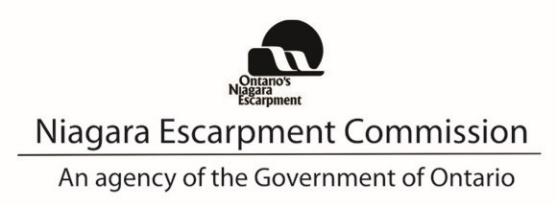 Ontario's
Niagara
Escarpment
Niagara Escarpment Commission
An agency of the Government of Ontario